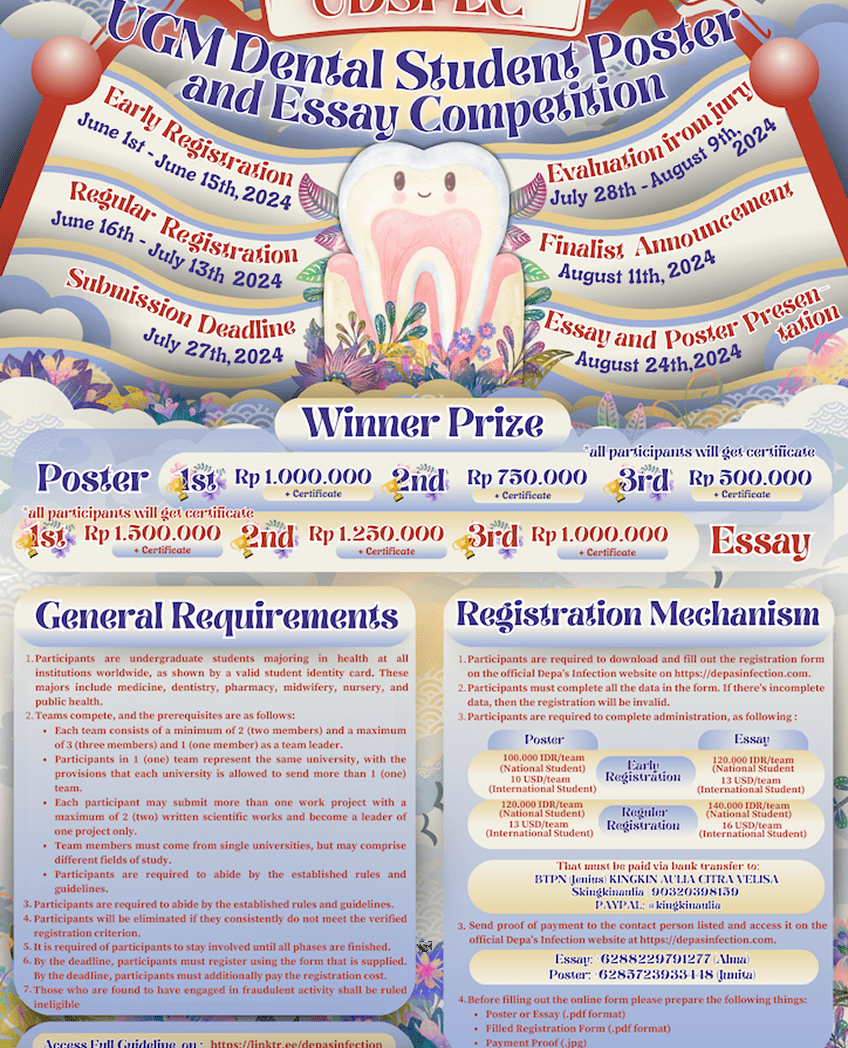 UDSPEC
UGM Dental Student Poster
and Essay Competition
Early Registration
June 1st - June 15th, 2024
Regular Registration
June 16th - July 13th 2024
Submission Deadline
July 27th, 2024
Evaluation from jury
July 28th - August 9th,
2024
Finalist Announcement
August 11th, 2024
Essay and Poster Presen-
tation
August 24th, 2024
Winner Prize
*all participants will get certificate
Poster 1st Rp 1.000.000 2nd Rp 750.000 3rd Rp 500.000
+ Certificate + Certificate + Certificate
*all participants will get certificate
1st Rp 1.500.000 2nd Rp 1.250.000 3rd Rp 1.000.000 Essay
+ Certificate + Certificate + Certificate
General Requirements
1. Participants are undergraduate students majoring in health at all
institutions worldwide, as shown by a valid student identity card. These
majors include medicine, dentistry, pharmacy, midwifery, nursery, and
public health.
2. Teams compete, and the prerequisites are as follows:
• Each team consists of a minimum of 2 (two members) and a maximum
of 3 (three members) and 1 (one member) as a team leader.
• Participants in 1 (one) team represent the same university, with the
provisions that each university is allowed to send more than 1 (one)
team.
• Each participant may submit more than one work project with a
maximum of 2 (two) written scientific works and become a leader of
one project only.
• Team members must come from single universities, but may comprise
different fields of study.
• Participants are required to abide by the established rules and
guidelines.
3. Participants are required to abide by the established rules and guidelines.
4. Participants will be eliminated if they consistently do not meet the verified
registration criterion.
5. It is required of participants to stay involved until all phases are finished.
6. By the deadline, participants must register using the form that is supplied.
By the deadline, participants must additionally pay the registration cost.
7. Those who are found to have engaged in fraudulent activity shall be ruled
ineligible
Access Full Guideline on : https://linktr.ee/depasinfection
Registration Mechanism
1. Participants are required to download and fill out the registration form
on the official Depa's Infection website on https://depasinfection.com.
2. Participants must complete all the data in the form. If there's incomplete
data, then the registration will be invalid.
3. Participants are required to complete administration, as following :
Poster Essay
100.000 IDR/team
(National Student)
10 USD/team
(International Student)
Early
Registration
120.000 IDR/team
(National Student)
13 USD/team
(International Student)
120.000 IDR/team
(National Student)
13 USD/team
(International Student)
Reguler
Registration
140.000 IDR/team
(National Student)
16 USD/team
(International Student)
That must be paid via bank transfer to:
BTPN (Jenius) KINGKIN AULIA CITRA VELISA
$kingkinaulia 90320398159
PAYPAL: @kingkinaulia
3. Send proof of payment to the contact person listed and access it on the
official Depa's Infection website at https://depasinfection.com.
Essay: +6288229791277 (Alma)
Poster: +6285723933448 (Junita)
4. Before filling out the online form please prepare the following things:
• Poster or Essay (.pdf format)
• Filled Registration Form (.pdf format)
• Payment Proof (.jpg)